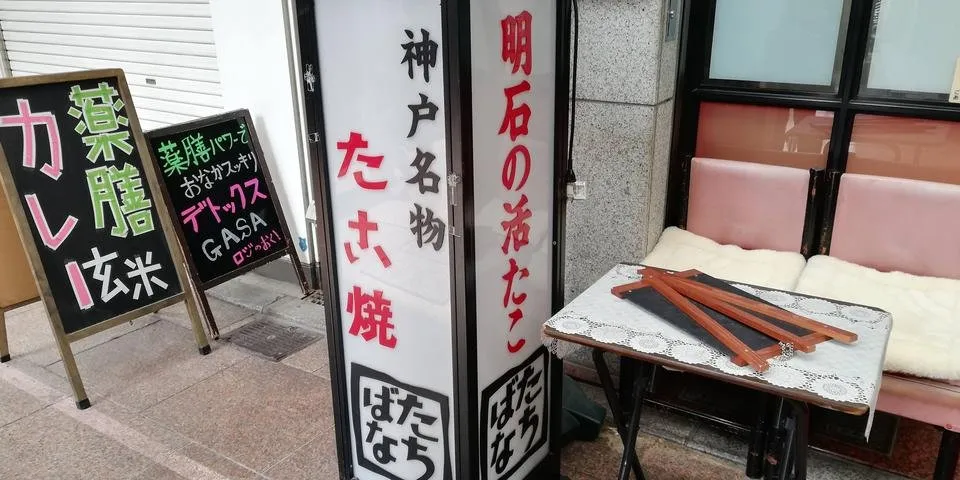 薬膳
カレー
玄米
薬膳パワーで
おなかスッキリ
デトックス
GASA
ロジのおく!
神戸名物
たこ焼
たちばな
明石の活たこ
たちばな